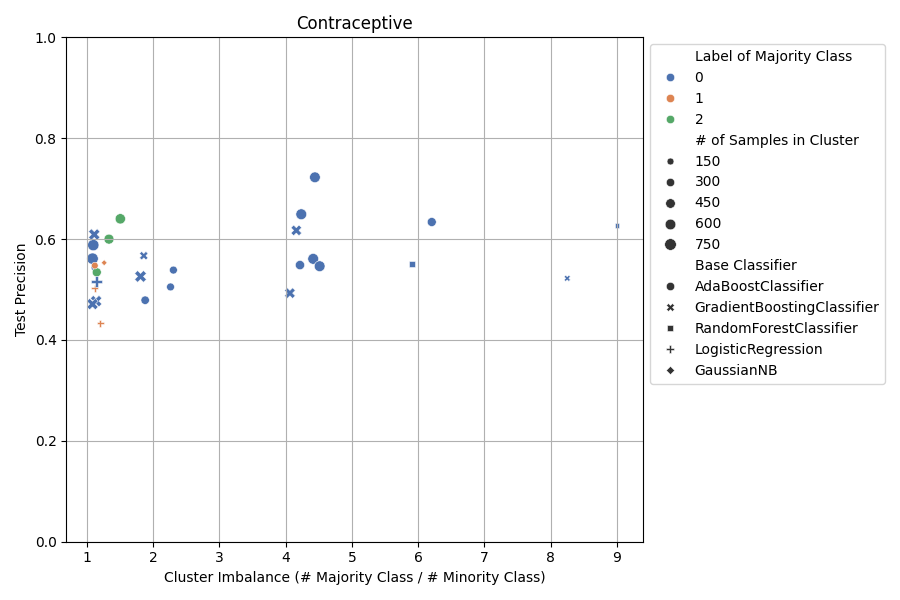 Contraceptive
1.0
0.8
0.6
0.4
0.2
0.0
Test Precision
1 2 3 4 5 6 7 8 9
Cluster Imbalance (# Majority Class / # Minority Class)
Label of Majority Class
0
1
2
# of Samples in Cluster
150
300
450
600
750
Base Classifier
AdaBoostClassifier
GradientBoostingClassifier
RandomForestClassifier
LogisticRegression
GaussianNB